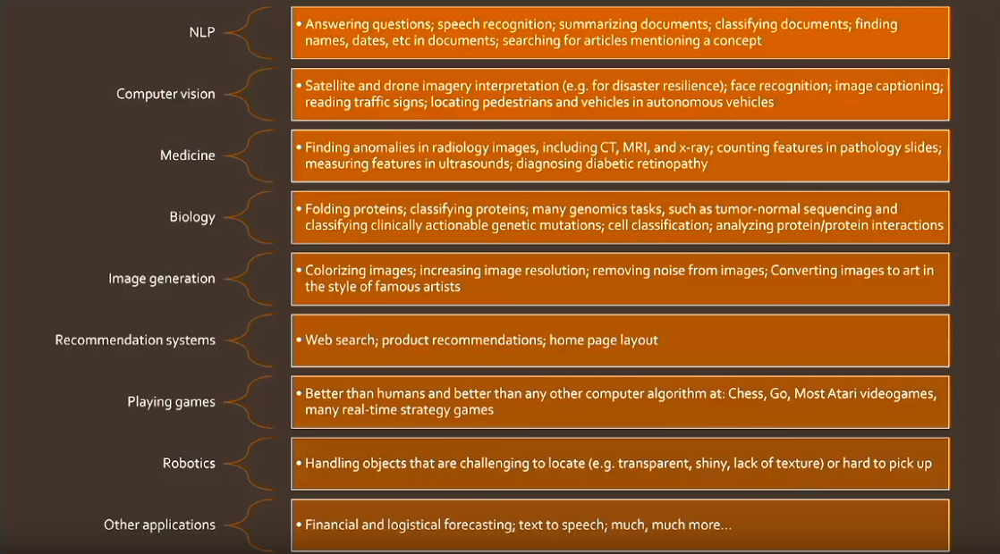 NLP
• Answering questions; speech recognition; summarizing documents; classifying documents; finding
names, dates, etc in documents; searching for articles mentioning a concept
Computer vision
• Satellite and drone imagery interpretation (e.g. for disaster resilience); face recognition; image captioning;
reading traffic signs; locating pedestrians and vehicles in autonomous vehicles
Medicine
• Finding anomalies in radiology images, including CT, MRI, and x-ray; counting features in pathology slides;
measuring features in ultrasounds; diagnosing diabetic retinopathy
Biology
• Folding proteins; classifying proteins; many genomics tasks, such as tumor-normal sequencing and
classifying clinically actionable genetic mutations; cell classification; analyzing protein/protein interactions
Image generation
• Colorizing images; increasing image resolution; removing noise from images; Converting images to art in
the style of famous artists
Recommendation systems
• Web search; product recommendations; home page layout
Playing games
• Better than humans and better than any other computer algorithm at: Chess, Go, Most Atari videogames,
many real-time strategy games
Robotics
• Handling objects that are challenging to locate (e.g. transparent, shiny, lack of texture) or hard to pick up
Other applications
• Financial and logistical forecasting; text to speech; much, much more...